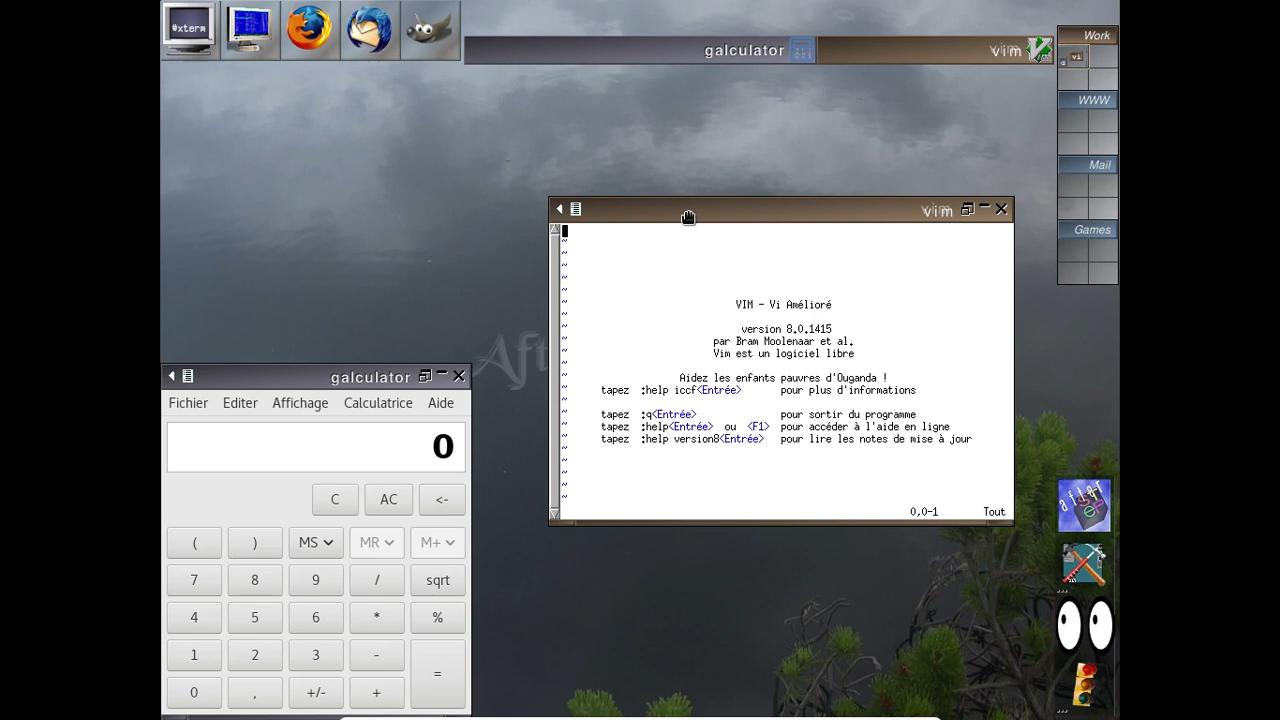 #xterm
galculator
vim
Work
vi
WWW
Mail
Games
vim
VIM - Vi Amélioré
version 8.0.1415
par Bram Moolenaar et al.
Vim est un logiciel libre
Aidez les enfants pauvres d'Ouganda !
tapez :help iccf<Entrée> pour plus d'informations
tapez :q<Entrée> pour sortir du programme
tapez :help<Entrée> ou <F1> pour accéder à l'aide en ligne
tapez :help version8<Entrée> pour lire les notes de mise à jour
0,0-1 Tout
Aft
galculator
Fichier Editer Affichage Calculatrice Aide
0
C AC <-
( ) MS MR M+
7 8 9 / sqrt
4 5 6 * %
1 2 3 - =
0 , +/- +
after
step